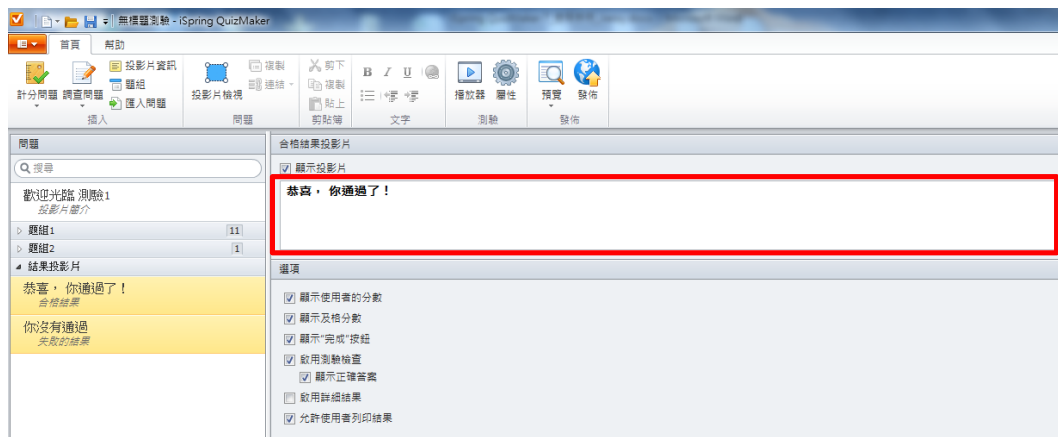 無標題測驗 - iSpring QuizMaker
首頁 幫助
計分問題 調查問題 投影片資訊
題組
匯入問題
插入
投影片檢視 複製
連結
問題
剪下
複製
貼上
剪貼簿
B I U
文字
播放器 屬性
測驗
預覽 發佈
發佈
問題
搜尋
歡迎光臨 測驗1
投影片簡介
題組1 11
題組2 1
結果投影片
恭喜, 你通過了!
合格結果
你沒有通過
失敗的結果
合格結果投影片
顯示投影片
恭喜, 你通過了!
選項
顯示使用者的分數
顯示及格分數
顯示"完成"按鈕
啟用測驗檢查
顯示正確答案
啟用詳細結果
允許使用者列印結果